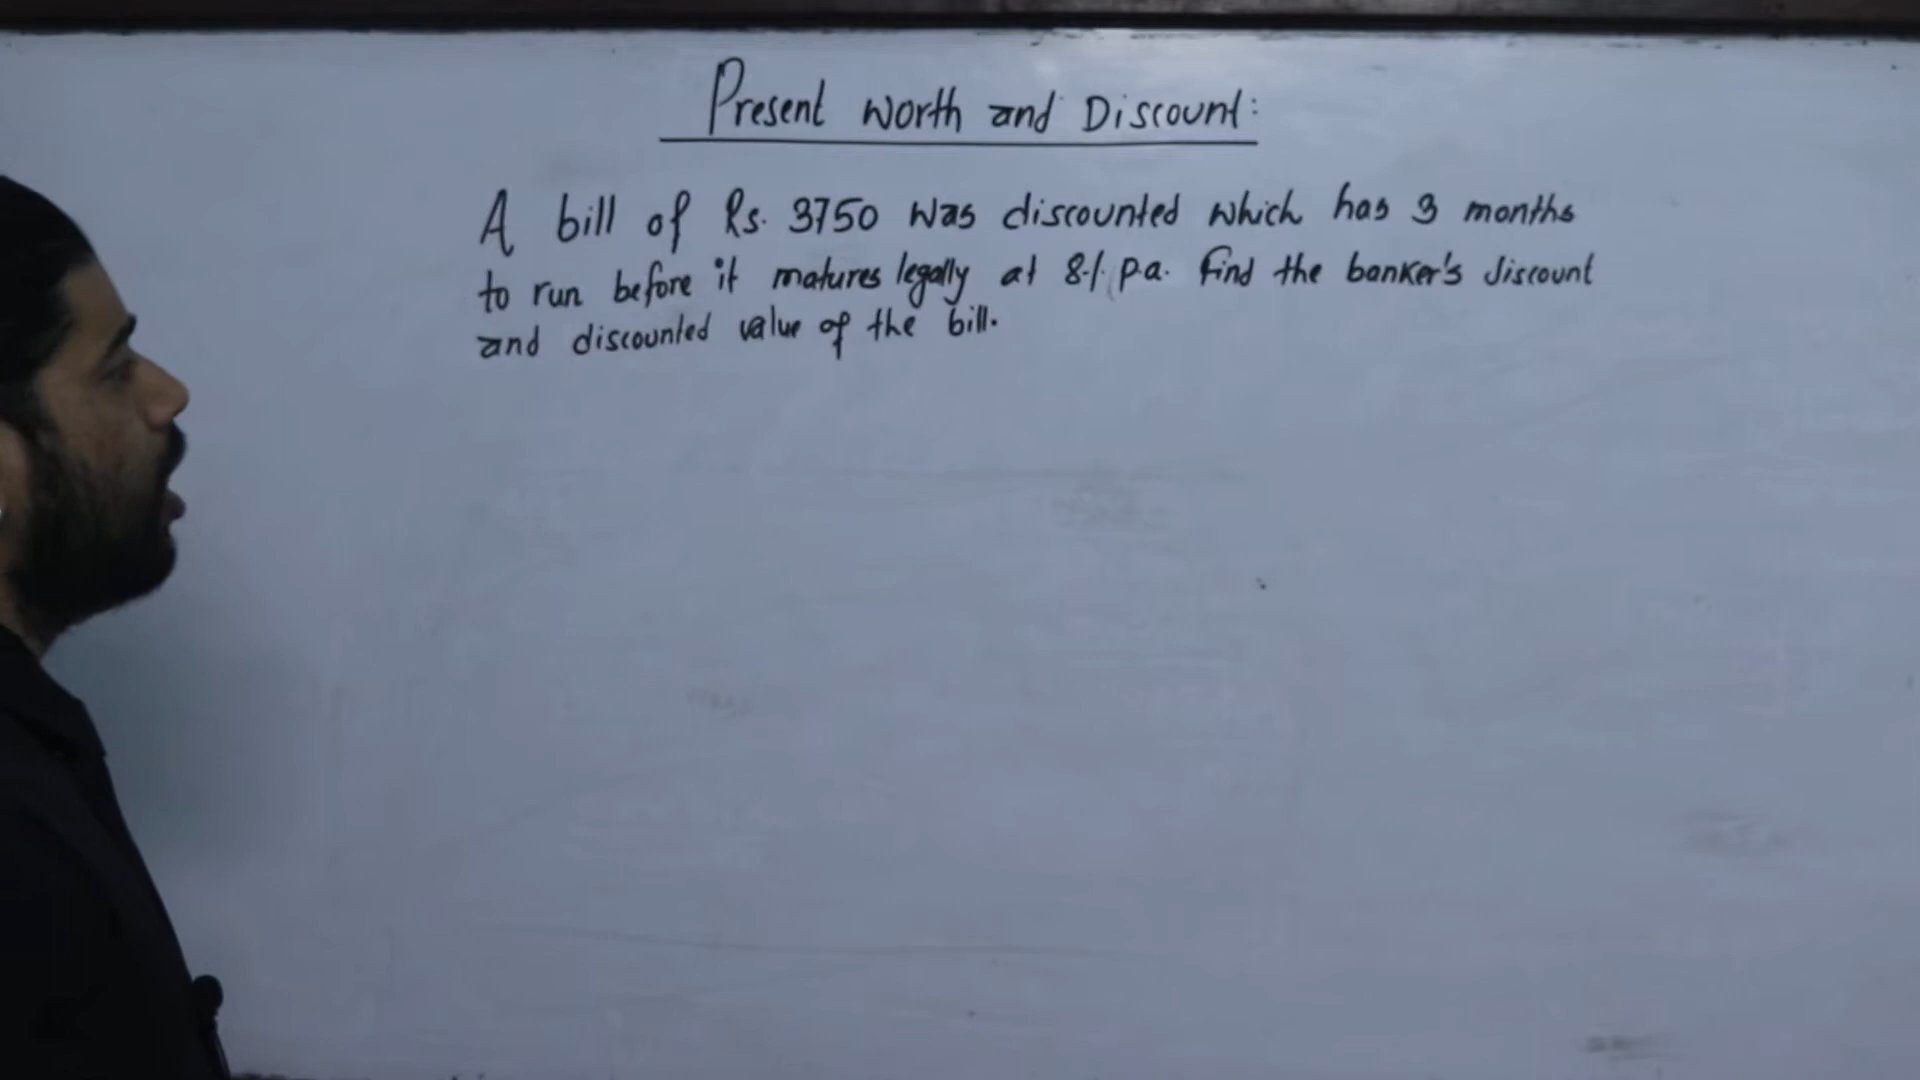 Present worth and Discount:
A bill of Rs. 3750 was discounted which has 3 months
to run before it matures legally at 8% p.a. Find the banker's discount
and discounted value of the bill.